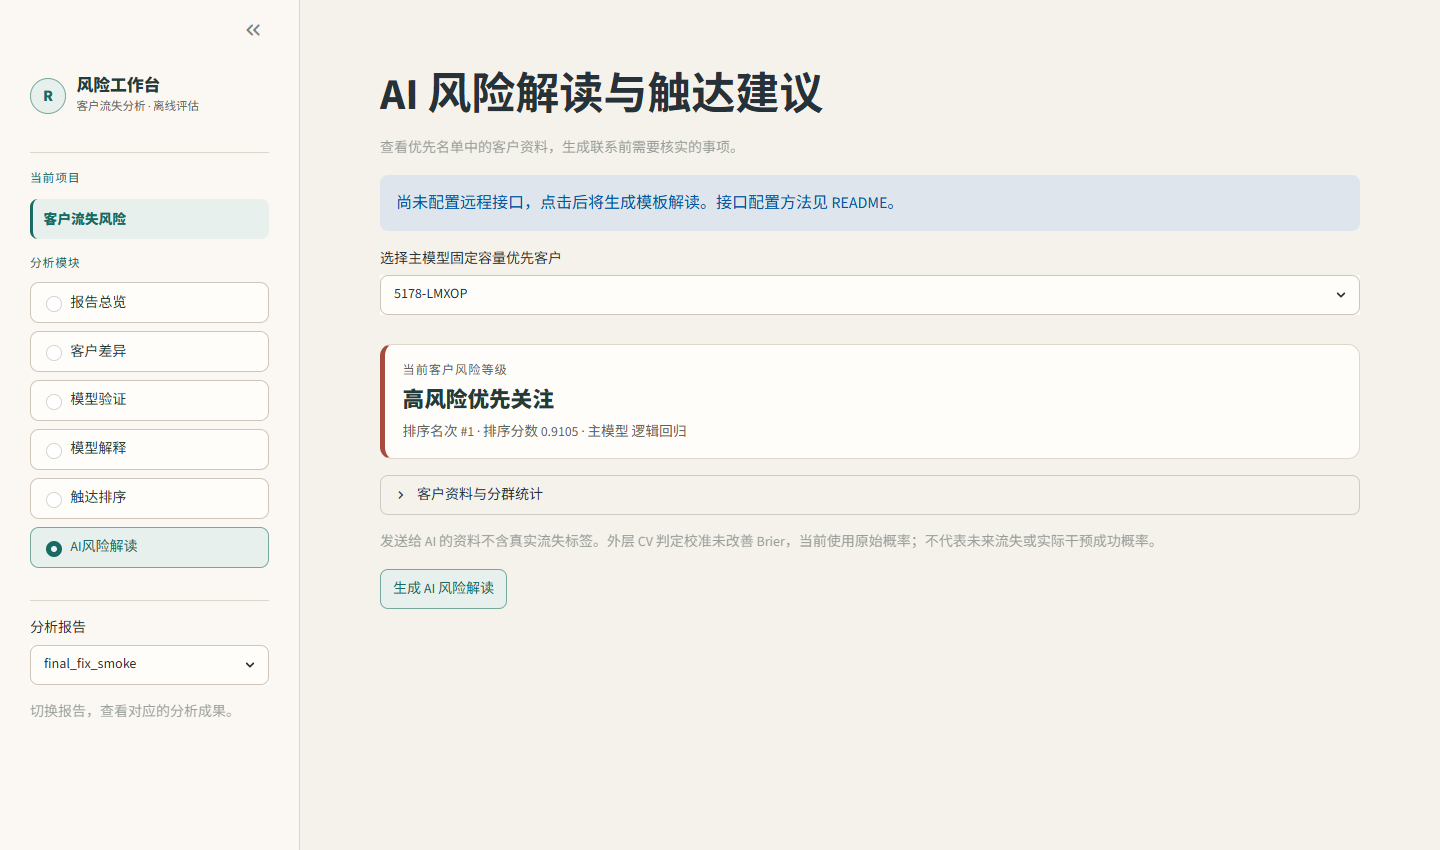 R
风险工作台
客户流失分析 · 离线评估
当前项目
客户流失风险
分析模块
报告总览
客户差异
模型验证
模型解释
触达排序
AI风险解读
分析报告
final_fix_smoke
切换报告，查看对应的分析成果。
AI 风险解读与触达建议
查看优先名单中的客户资料，生成联系前需要核实的事项。
尚未配置远程接口，点击后将生成模板解读。接口配置方法见 README。
选择主模型固定容量优先客户
5178-LMXOP
当前客户风险等级
高风险优先关注
排序名次 #1 · 排序分数 0.9105 · 主模型 逻辑回归
客户资料与分群统计
发送给 AI 的资料不含真实流失标签。外层 CV 判定校准未改善 Brier，当前使用原始概率；不代表未来流失或实际干预成功概率。
生成 AI 风险解读